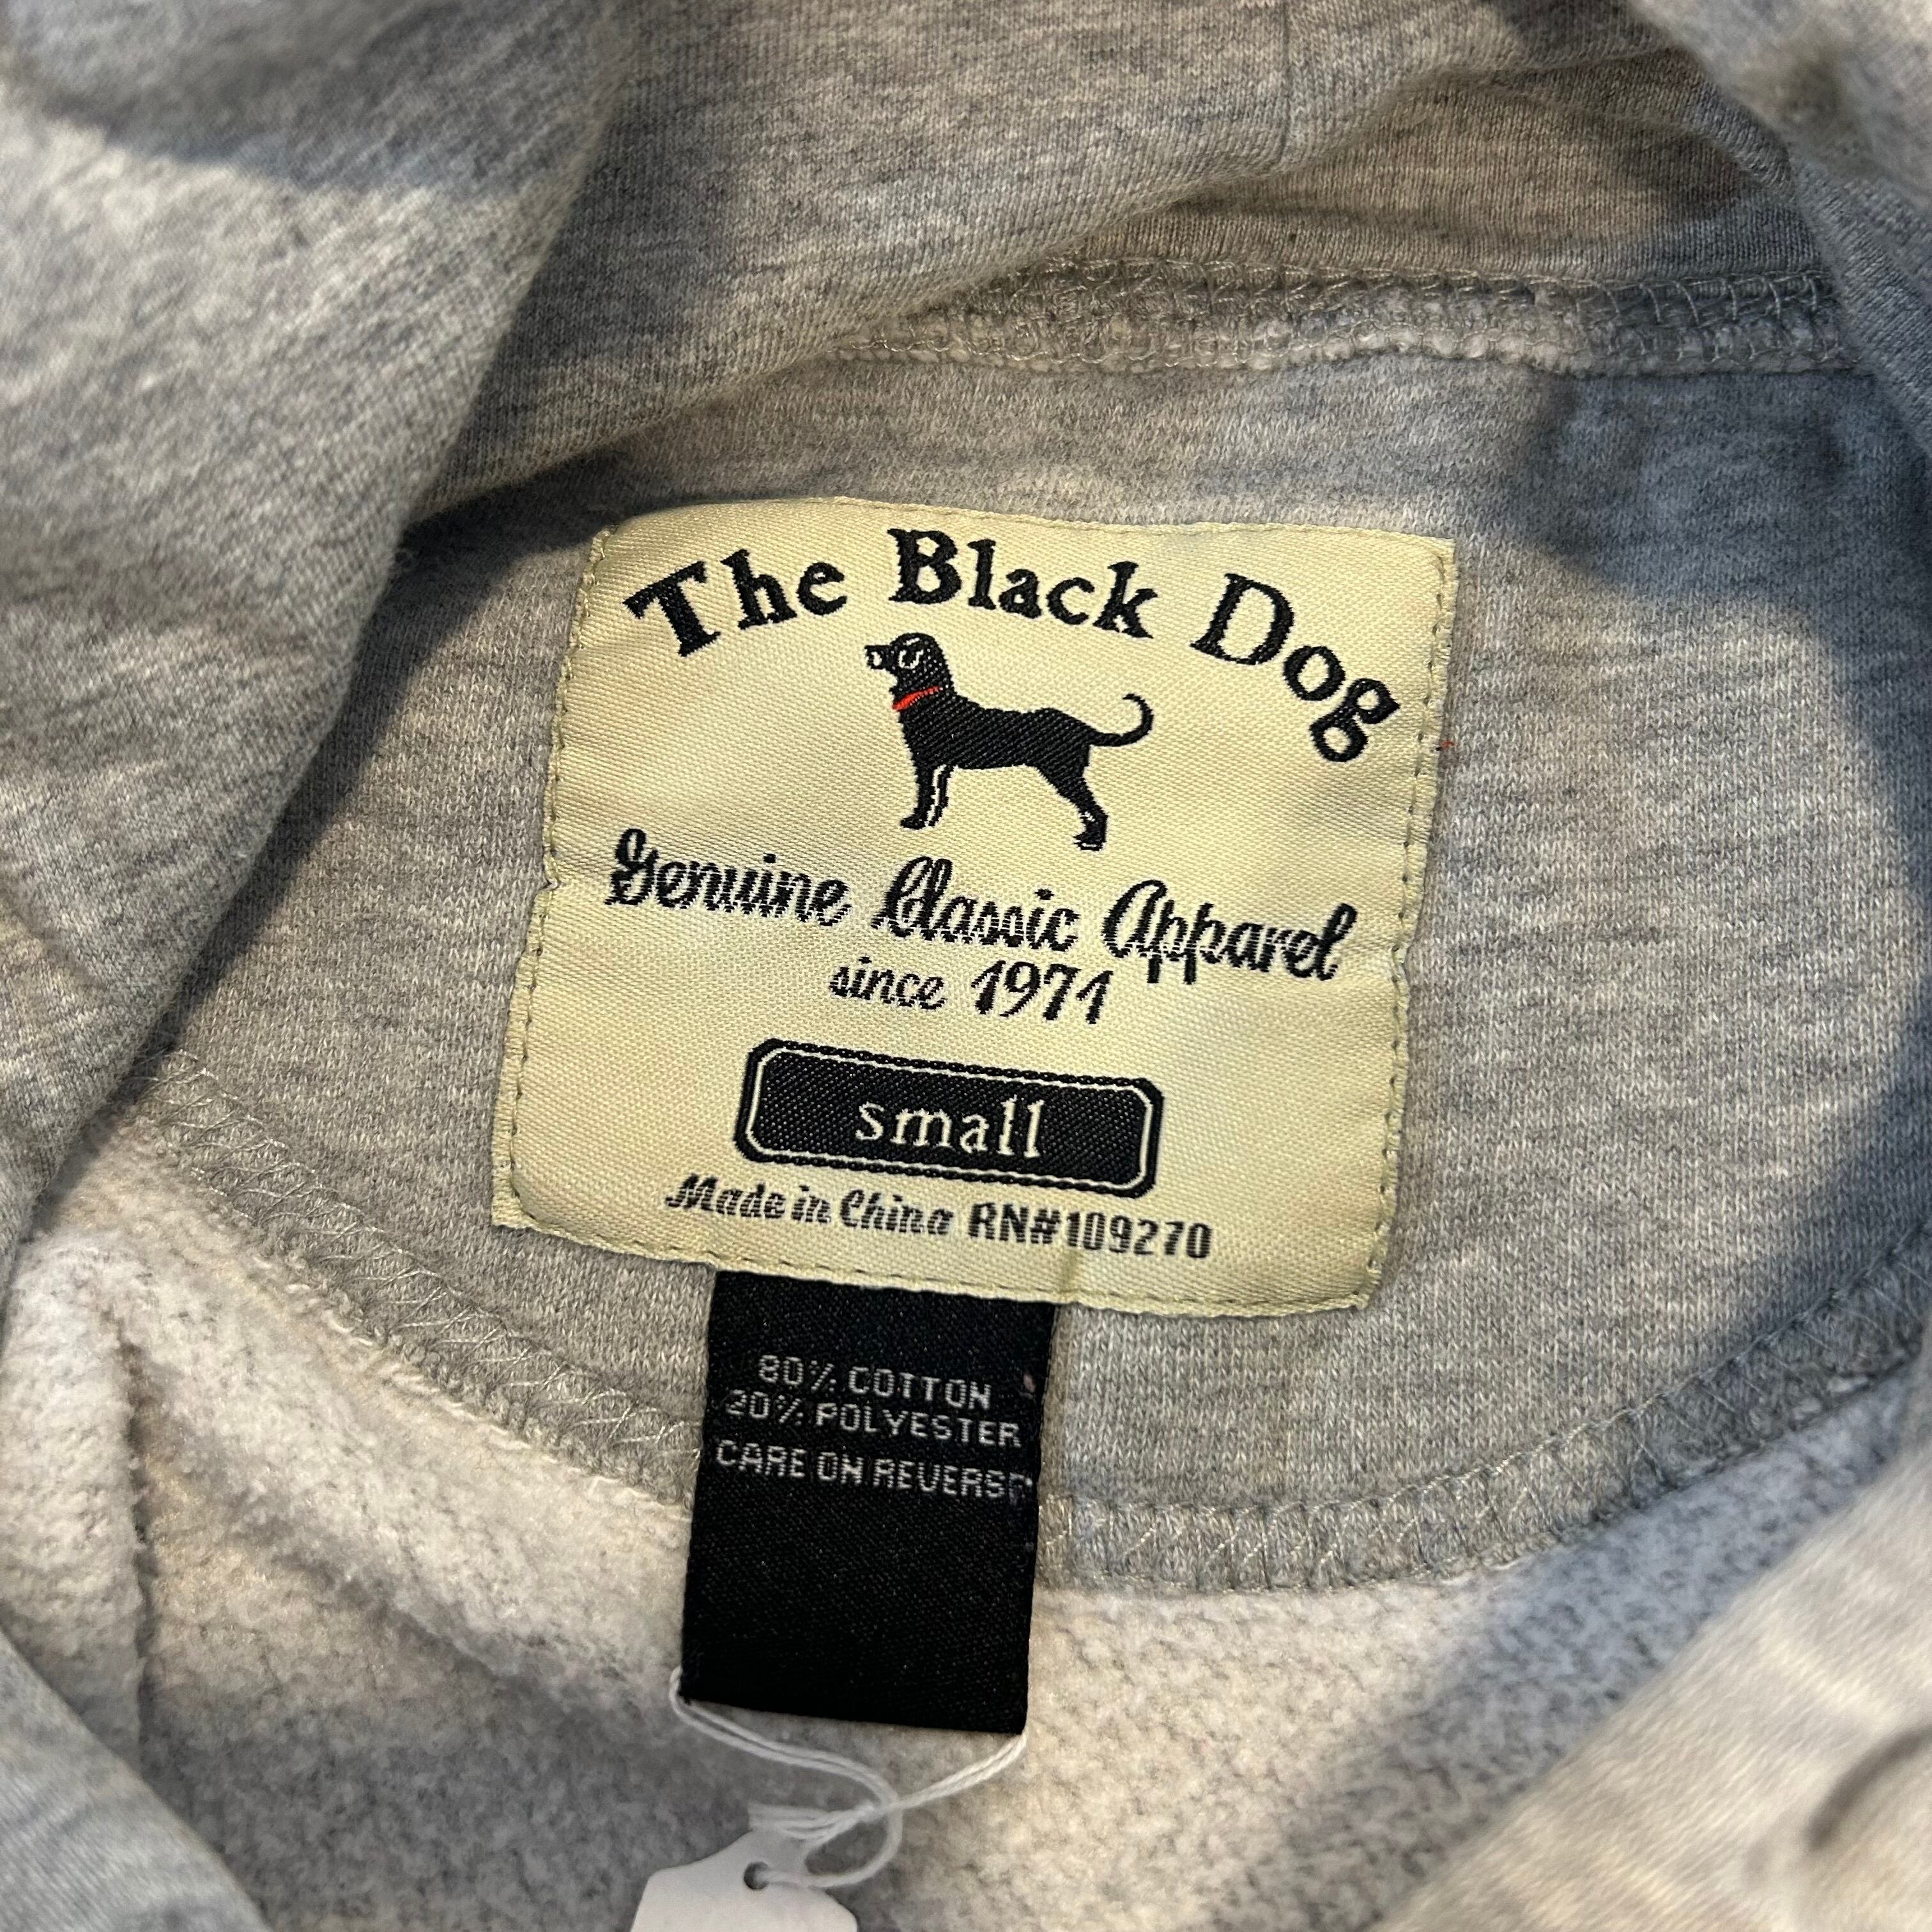 The Black Dog
Genuine Classic Apparel
since 1971
small
Made in China RN#109270
80% COTTON
20% POLYESTER
CARE ON REVERSE